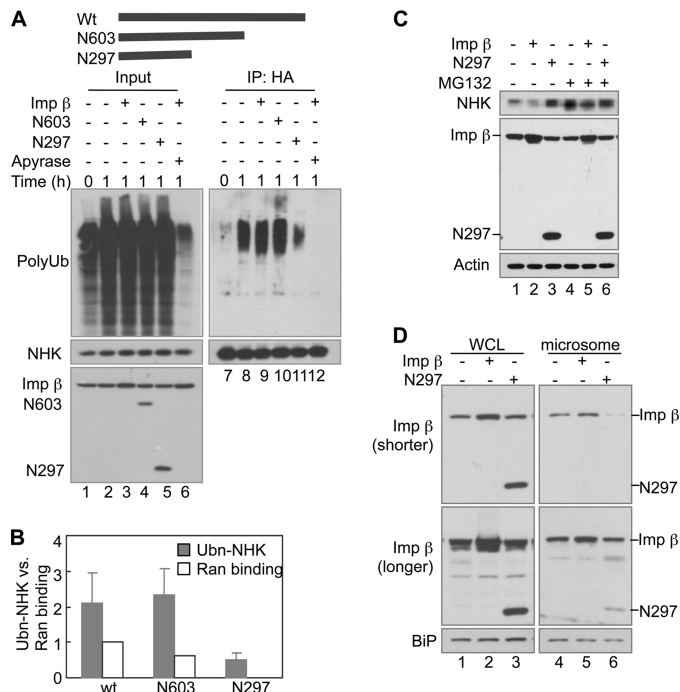 A
Wt
N603
N297
Input IP: HA
Imp β - - + - - + - - + - - +
N603 - - - + - - - - - + - -
N297 - - - - + - - - - - + -
Apyrase - - - - - + - - - - - +
Time (h) 0 1 1 1 1 1 0 1 1 1 1 1
PolyUb
NHK
7 8 9 10 11 12
Imp β
N603
N297
1 2 3 4 5 6
B
Ubn-NHK vs. Ran binding
4
2
1
0
Ubn-NHK
Ran binding
wt N603 N297
C
Imp β - + - - + -
N297 - - + - - +
MG132 - - - + + +
NHK
Imp β
N297
Actin
1 2 3 4 5 6
D
WCL microsome
Imp β - + - - + -
N297 - - + - - +
Imp β (shorter)
Imp β
N297
Imp β (longer)
Imp β
N297
BiP
1 2 3 4 5 6